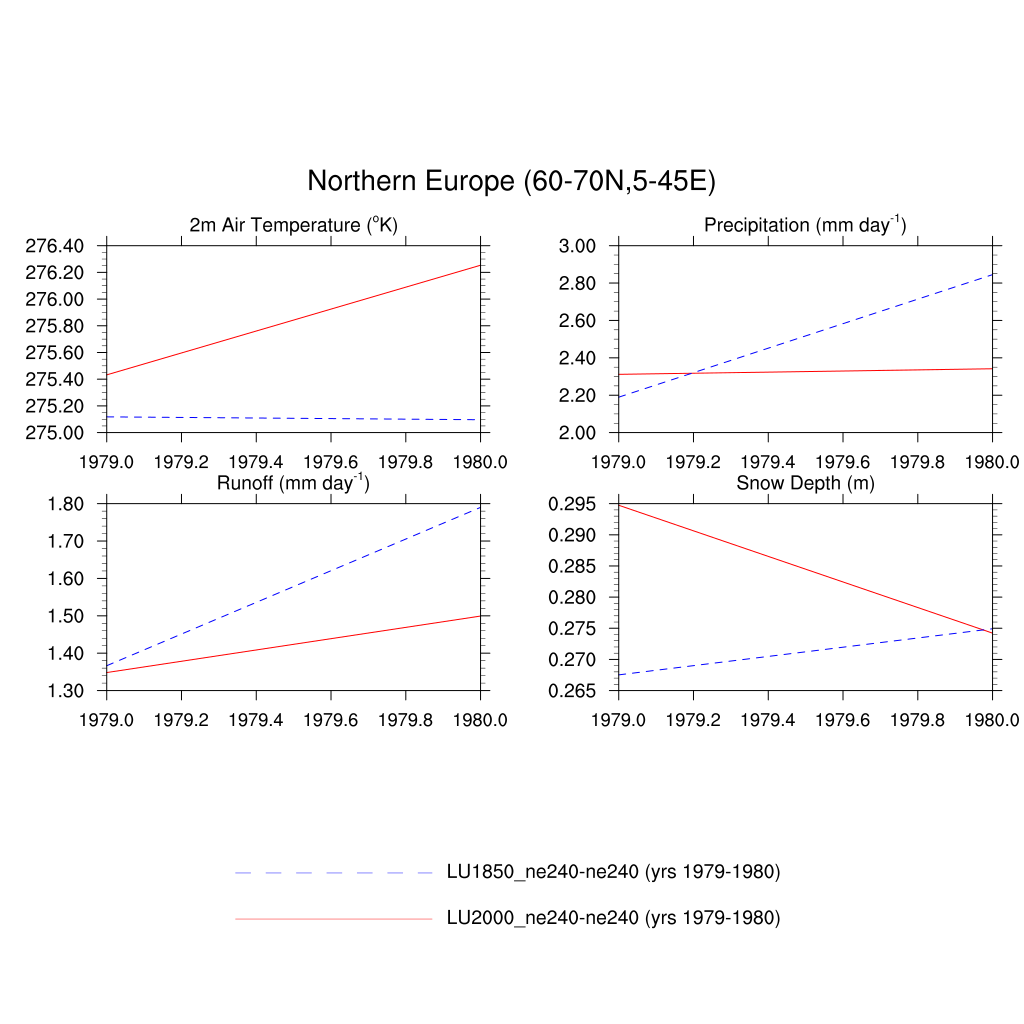 Northern Europe (60-70N,5-45E)
2m Air Temperature (°K)
276.40
276.20
276.00
275.80
275.60
275.40
275.20
275.00
1979.0 1979.2 1979.4 1979.6 1979.8 1980.0
Precipitation (mm day⁻¹)
3.00
2.80
2.60
2.40
2.20
2.00
1979.0 1979.2 1979.4 1979.6 1979.8 1980.0
Runoff (mm day⁻¹)
1.80
1.70
1.60
1.50
1.40
1.30
1979.0 1979.2 1979.4 1979.6 1979.8 1980.0
Snow Depth (m)
0.295
0.290
0.285
0.280
0.275
0.270
0.265
1979.0 1979.2 1979.4 1979.6 1979.8 1980.0
LU1850_ne240-ne240 (yrs 1979-1980)
LU2000_ne240-ne240 (yrs 1979-1980)